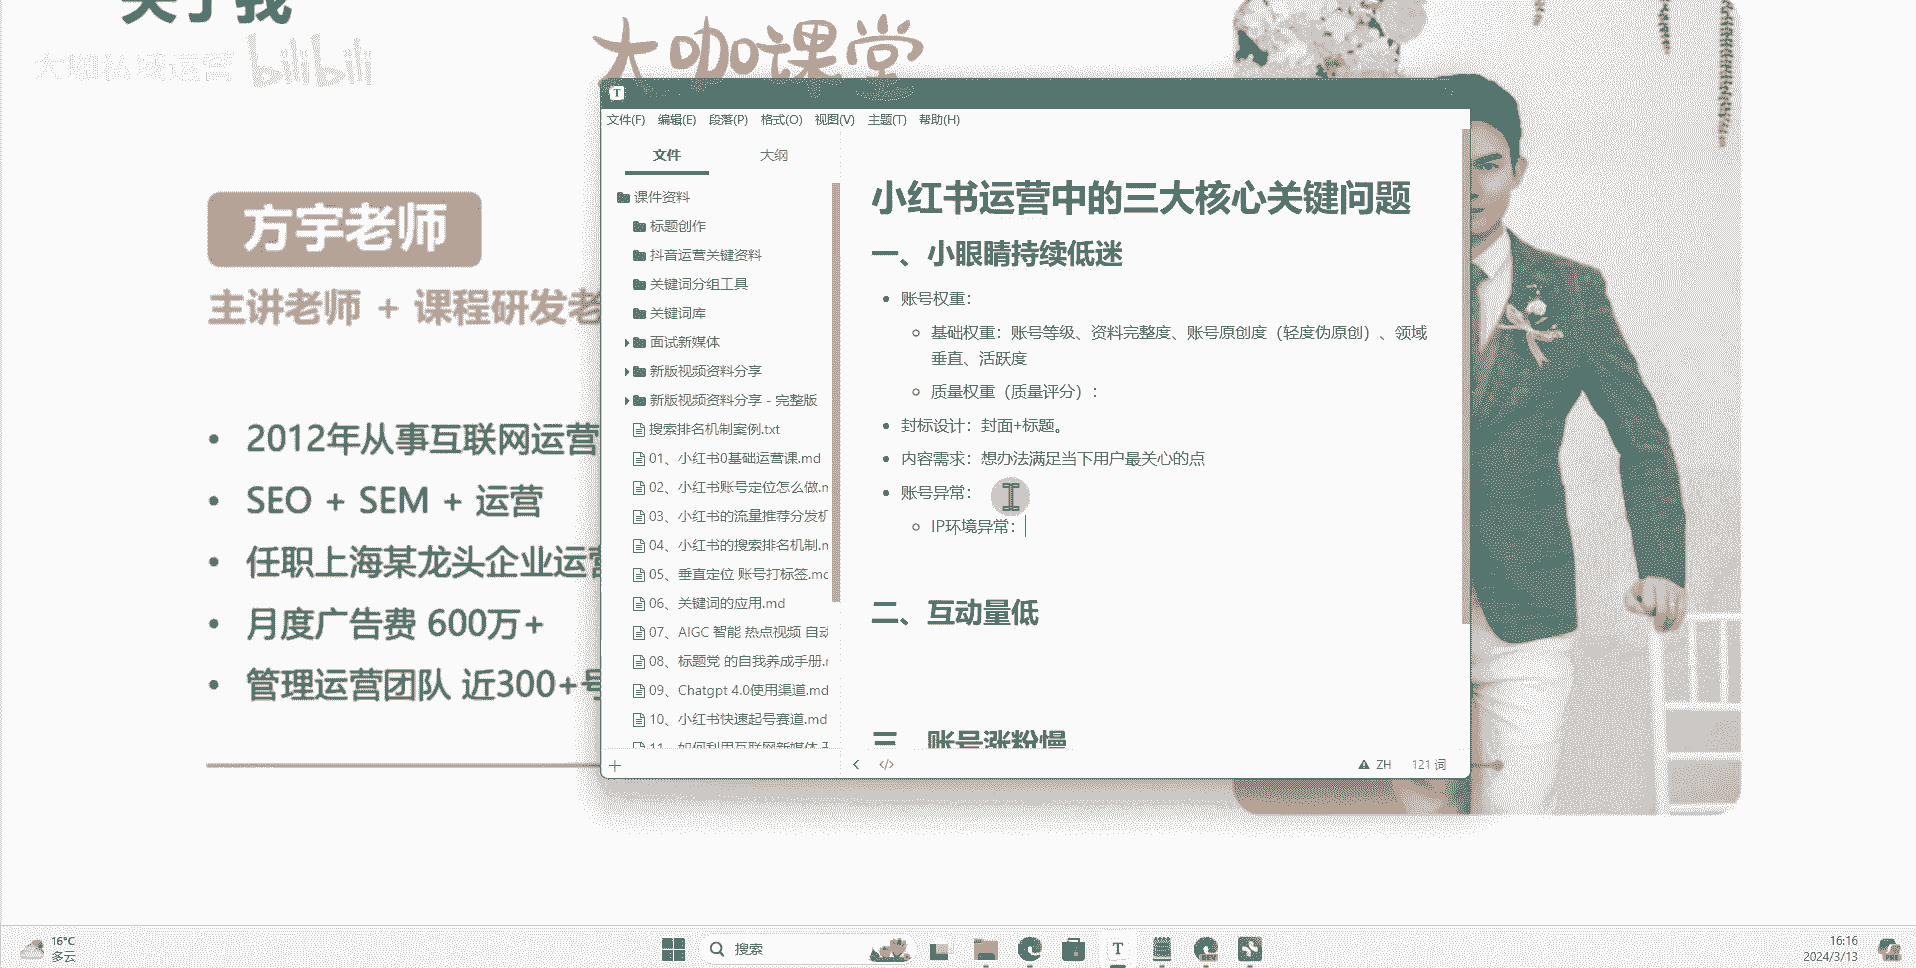 关于我
大咖私域运营 bilibili
大咖课堂
方宇老师
主讲老师 + 课程研发老
2012年从事互联网运营
SEO + SEM + 运营
任职上海某龙头企业运营
月度广告费 600万+
管理运营团队 近300+号
T
文件(F) 编辑(E) 段落(P) 格式(O) 视图(V) 主题(T) 帮助(H)
文件 大纲
课件资料
标题创作
抖音运营关键资料
关键词分组工具
关键词库
面试新媒体
新版视频资料分享
新版视频资料分享 - 完整版
搜索排名机制案例.txt
01、小红书0基础运营课.md
02、小红书账号定位怎么做.m
03、小红书的流量推荐分发机
04、小红书的搜索排名机制.m
05、垂直定位 账号打标签.md
06、关键词的应用.md
07、AIGC 智能 热点视频 自动
08、标题党 的自我养成手册.m
09、Chatgpt 4.0使用渠道.md
10、小红书快速起号赛道.md
11、如何利用互联网新媒体
小红书运营中的三大核心关键问题
一、小眼睛持续低迷
账号权重：
基础权重：账号等级、资料完整度、账号原创度（轻度伪原创）、领域
垂直、活跃度
质量权重（质量评分）：
封标设计：封面+标题。
内容需求：想办法满足当下用户最关心的点
账号异常：
IP环境异常：
二、互动量低
三、账号涨粉慢
ZH 121 词
16°C
多云
搜索
T
DEV
16:16
2024/3/13
PRE